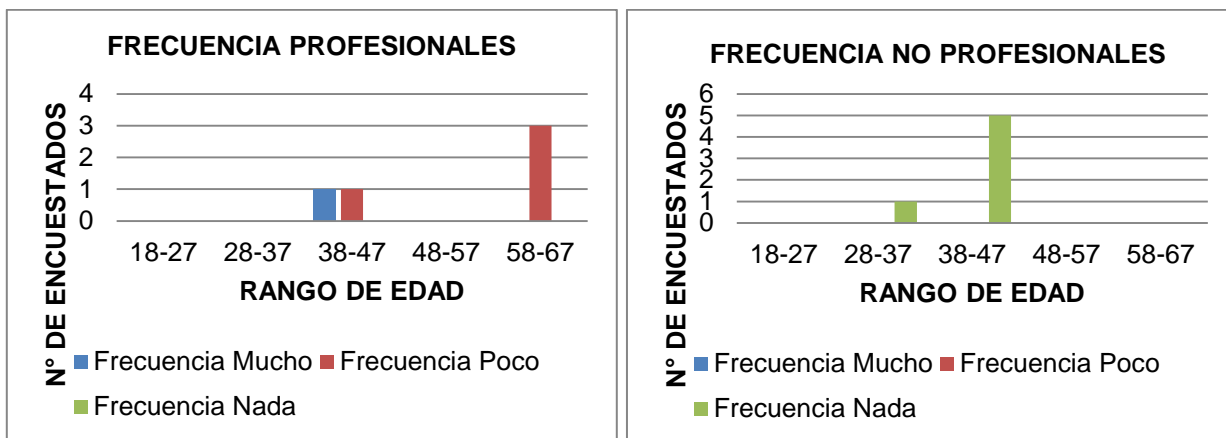 FRECUENCIA PROFESIONALES
N° DE ENCUESTADOS
4
3
2
1
0
18-27 28-37 38-47 48-57 58-67
RANGO DE EDAD
Frecuencia Mucho Frecuencia Poco
Frecuencia Nada
FRECUENCIA NO PROFESIONALES
N° DE ENCUESTADOS
6
5
4
3
2
1
0
18-27 28-37 38-47 48-57 58-67
RANGO DE EDAD
Frecuencia Mucho Frecuencia Poco
Frecuencia Nada